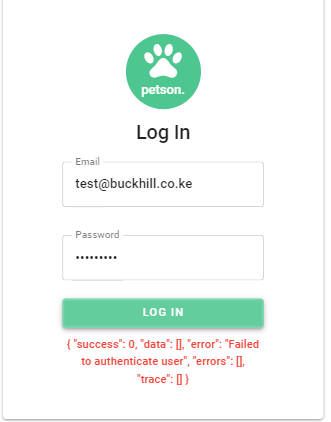 petson.
Log In
Email
test@buckhill.co.ke
Password
•••••••••
LOG IN
{ "success": 0, "data": [], "error": "Failed
to authenticate user", "errors": [],
"trace": [] }